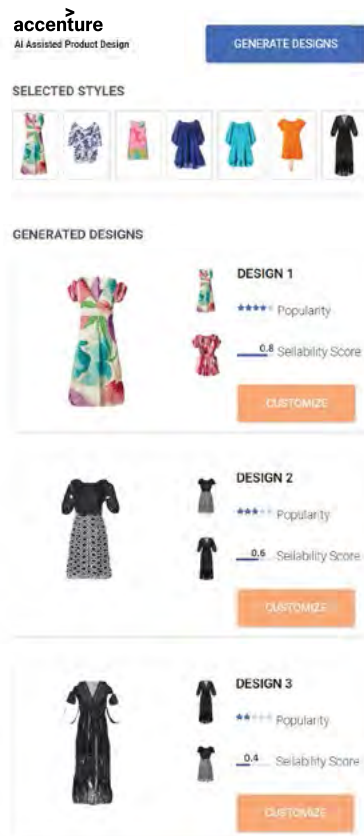 accenture
AI Assisted Product Design
GENERATE DESIGNS
SELECTED STYLES
GENERATED DESIGNS
DESIGN 1
Popularity
0.8 Sellability Score
CUSTOMIZE
DESIGN 2
Popularity
0.6 Sellability Score
CUSTOMIZE
DESIGN 3
Popularity
0.4 Sellability Score
CUSTOMIZE